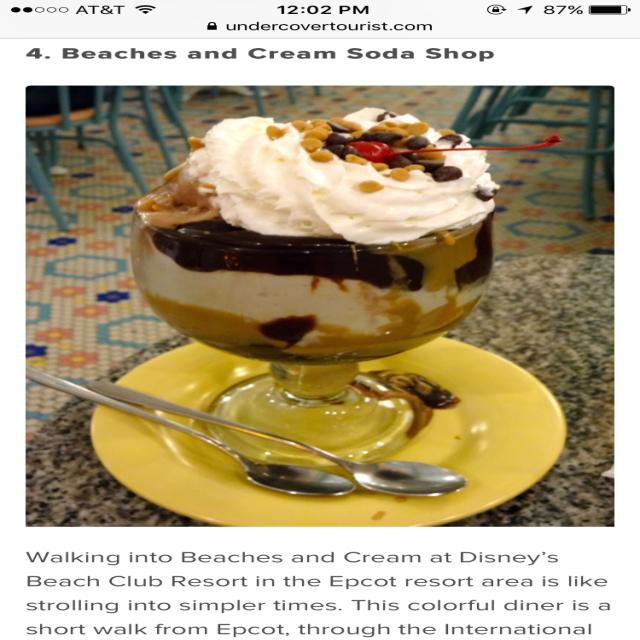 AT&T 12:02 PM 87%
undercovertourist.com
4. Beaches and Cream Soda Shop
Walking into Beaches and Cream at Disney’s
Beach Club Resort in the Epcot resort area is like
strolling into simpler times. This colorful diner is a
short walk from Epcot, through the International